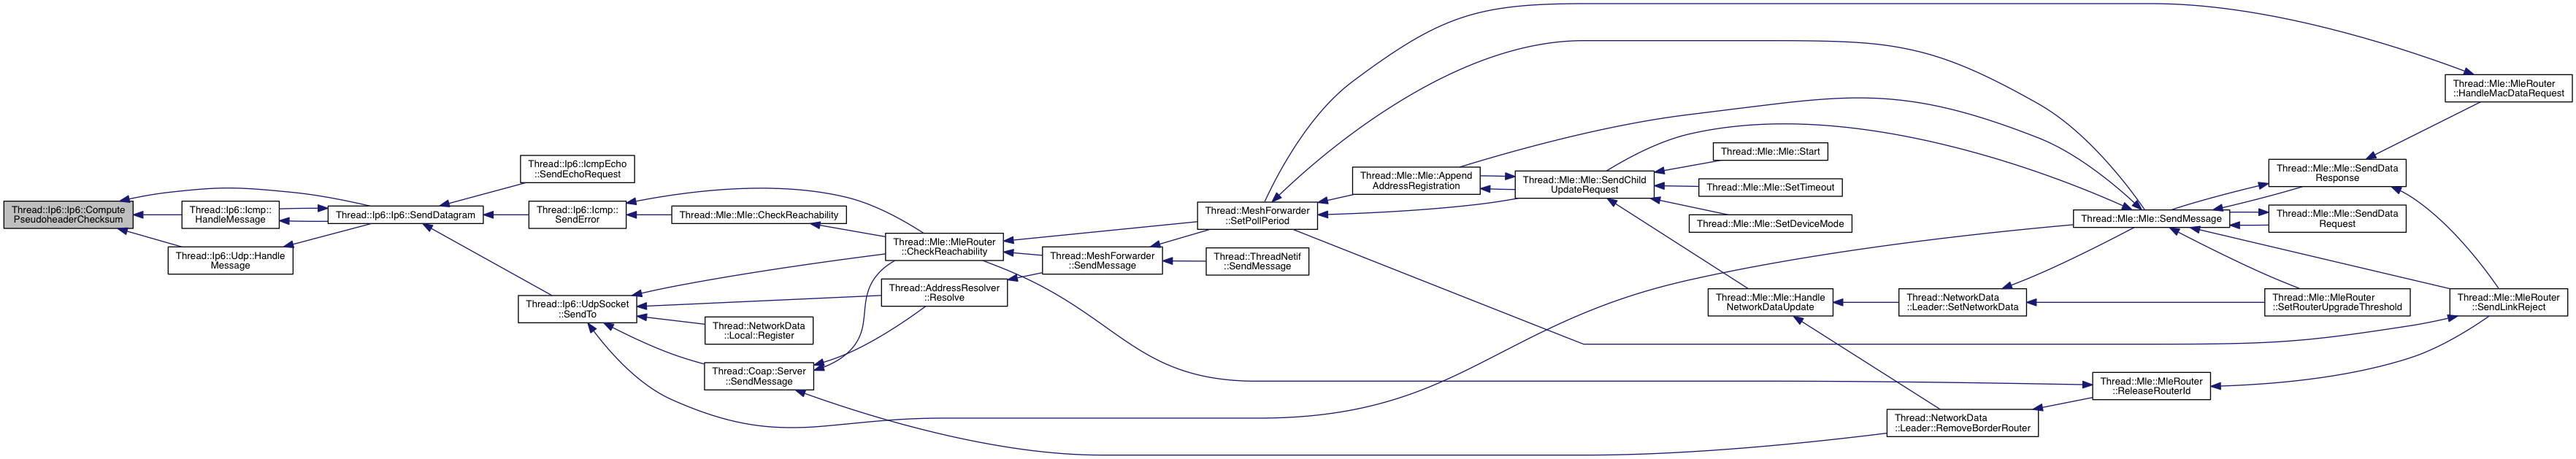 Thread::Ip6::Ip6::Compute
PseudoheaderChecksum
Thread::Ip6::Icmp::
HandleMessage
Thread::Ip6::Udp::Handle
Message
Thread::Ip6::Ip6::SendDatagram
Thread::Ip6::IcmpEcho
::SendEchoRequest
Thread::Ip6::Icmp::
SendError
Thread::Ip6::UdpSocket
::SendTo
Thread::Mle::Mle::CheckReachability
Thread::NetworkData
::Local::Register
Thread::Coap::Server
::SendMessage
Thread::Mle::MleRouter
::CheckReachability
Thread::AddressResolver
::Resolve
Thread::MeshForwarder
::SendMessage
Thread::MeshForwarder
::SetPollPeriod
Thread::ThreadNetif
::SendMessage
Thread::Mle::Mle::Append
AddressRegistration
Thread::Mle::Mle::SendChild
UpdateRequest
Thread::Mle::Mle::Start
Thread::Mle::Mle::SetTimeout
Thread::Mle::Mle::SetDeviceMode
Thread::Mle::Mle::Handle
NetworkDataUpdate
Thread::NetworkData
::Leader::SetNetworkData
Thread::NetworkData
::Leader::RemoveBorderRouter
Thread::Mle::Mle::SendMessage
Thread::Mle::MleRouter
::ReleaseRouterId
Thread::Mle::Mle::SendData
Response
Thread::Mle::Mle::SendData
Request
Thread::Mle::MleRouter
::SetRouterUpgradeThreshold
Thread::Mle::MleRouter
::HandleMacDataRequest
Thread::Mle::MleRouter
::SendLinkReject